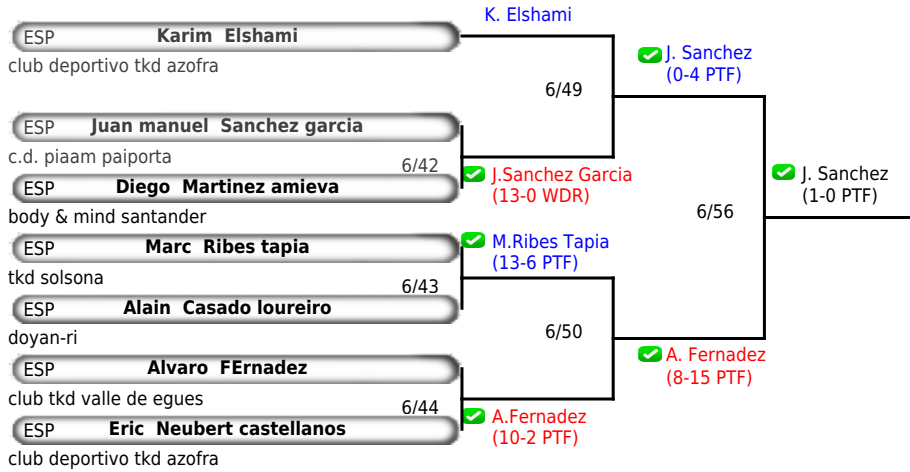 K. Elshami
ESP Karim Elshami
club deportivo tkd azofra
J. Sanchez
(0-4 PTF)
6/49
ESP Juan manuel Sanchez garcia
c.d. piaam paiporta
6/42
J.Sanchez Garcia
(13-0 WDR)
ESP Diego Martinez amieva
body & mind santander
J. Sanchez
(1-0 PTF)
6/56
ESP Marc Ribes tapia
tkd solsona
M.Ribes Tapia
(13-6 PTF)
6/43
ESP Alain Casado loureiro
doyan-ri
6/50
ESP Alvaro FErnadez
club tkd valle de egues
A. Fernadez
(8-15 PTF)
6/44
ESP Eric Neubert castellanos
club deportivo tkd azofra
A.Fernadez
(10-2 PTF)